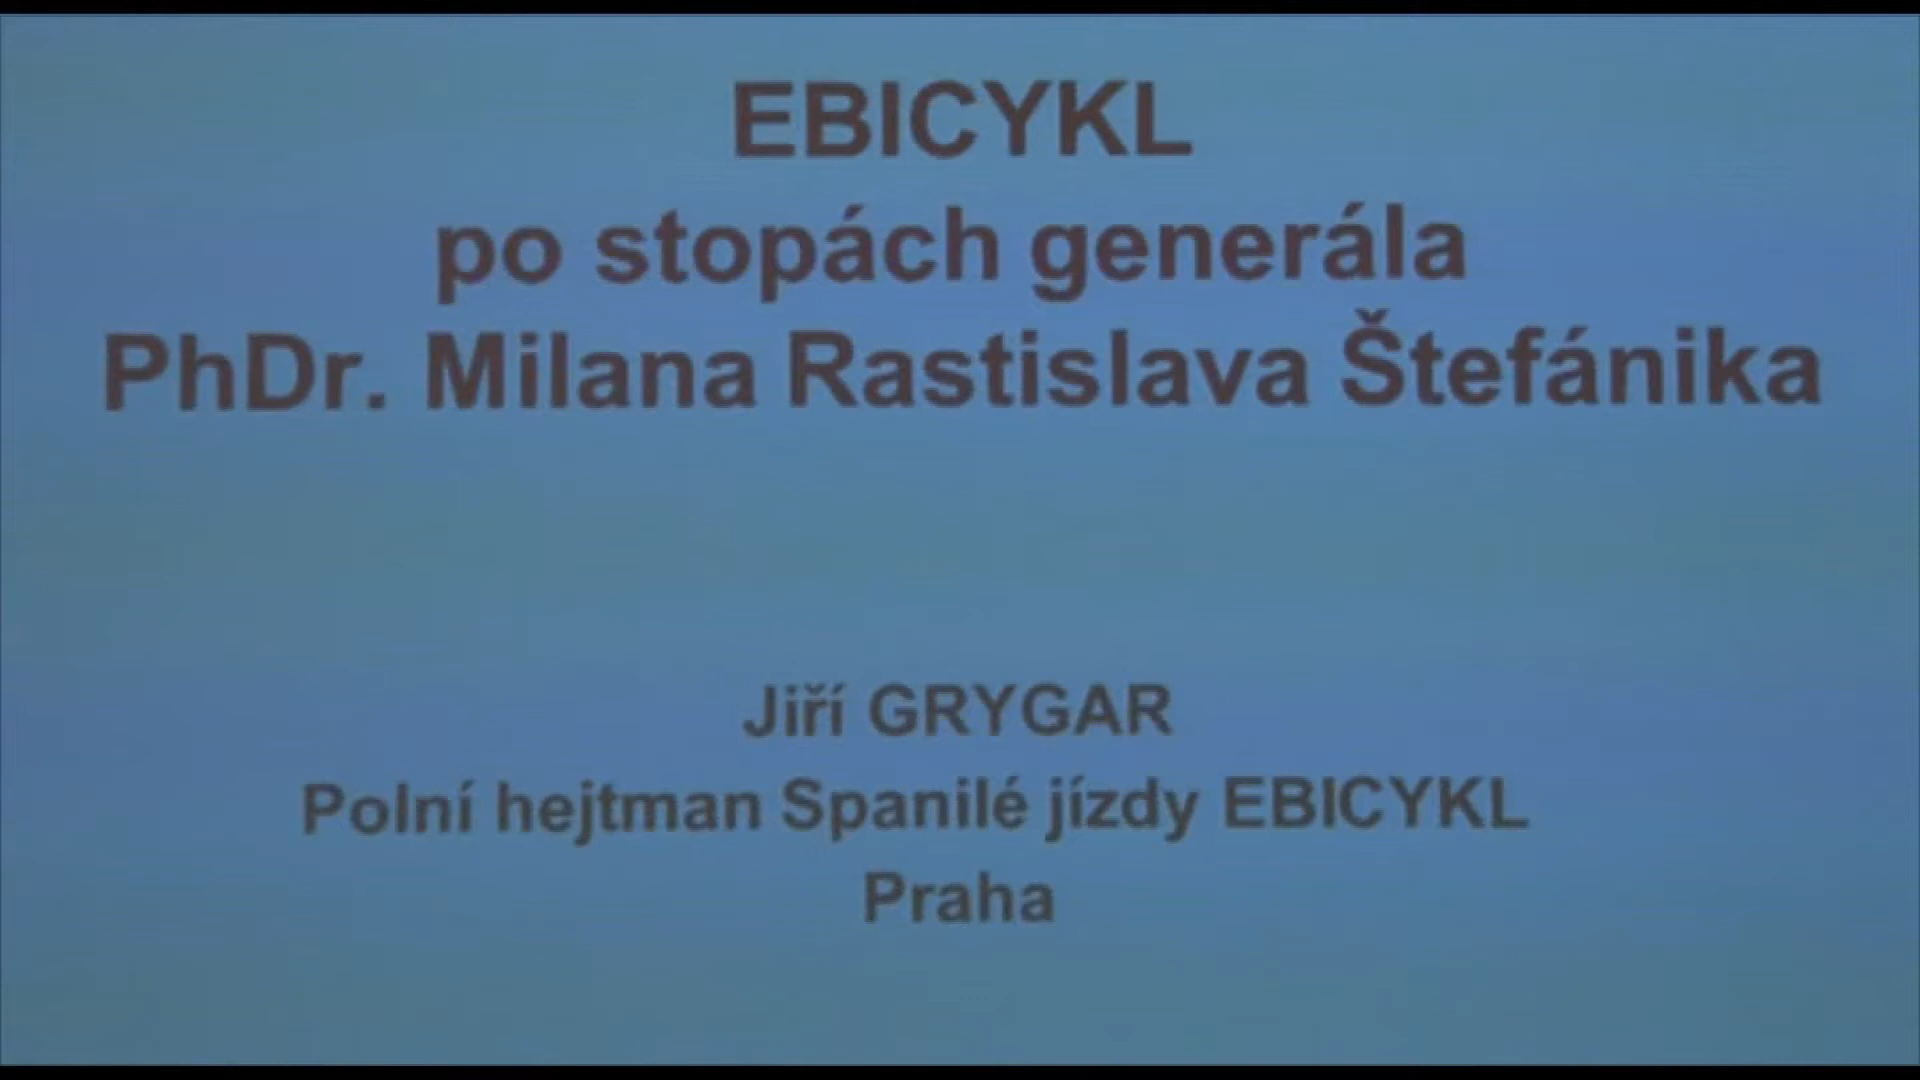 EBICYKL
po stopách generála
PhDr. Milana Rastislava Štefánika
Jiří GRYGAR
Polní hejtman Spanilé jízdy EBICYKL
Praha